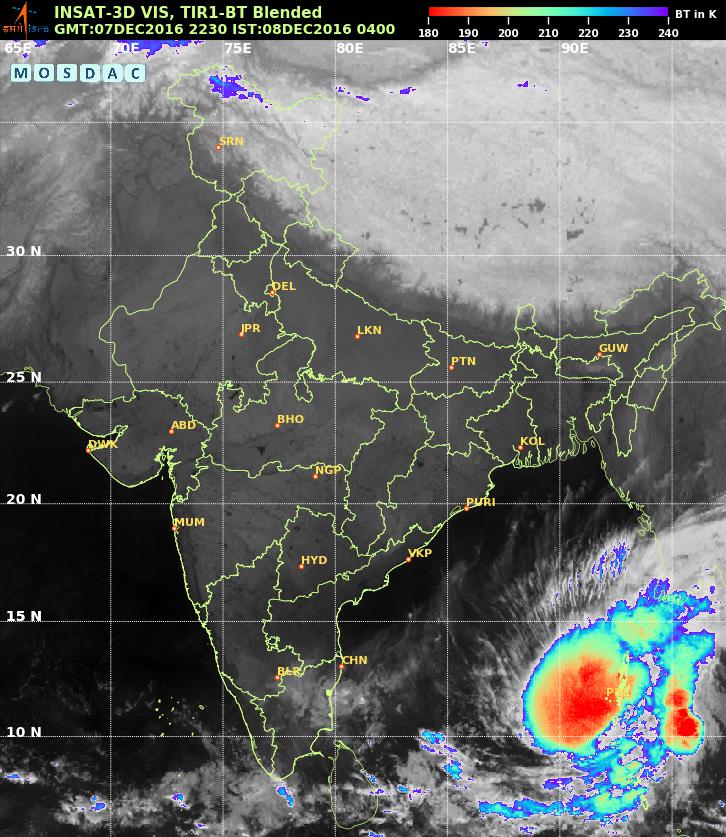 INSAT-3D VIS, TIR1-BT Blended
GMT:07DEC2016 2230 IST:08DEC2016 0400
BT in K
180 190 200 210 220 230 240
65E 70E 75E 80E 85E 90E
MOSDAC
SRN
30 N
DEL
JPR
LKN
GUW
PTN
25 N
ABD
BHO
DWK
KOL
NGP
20 N
PURI
MUM
VKP
HYD
15 N
CHN
BLR
10 N